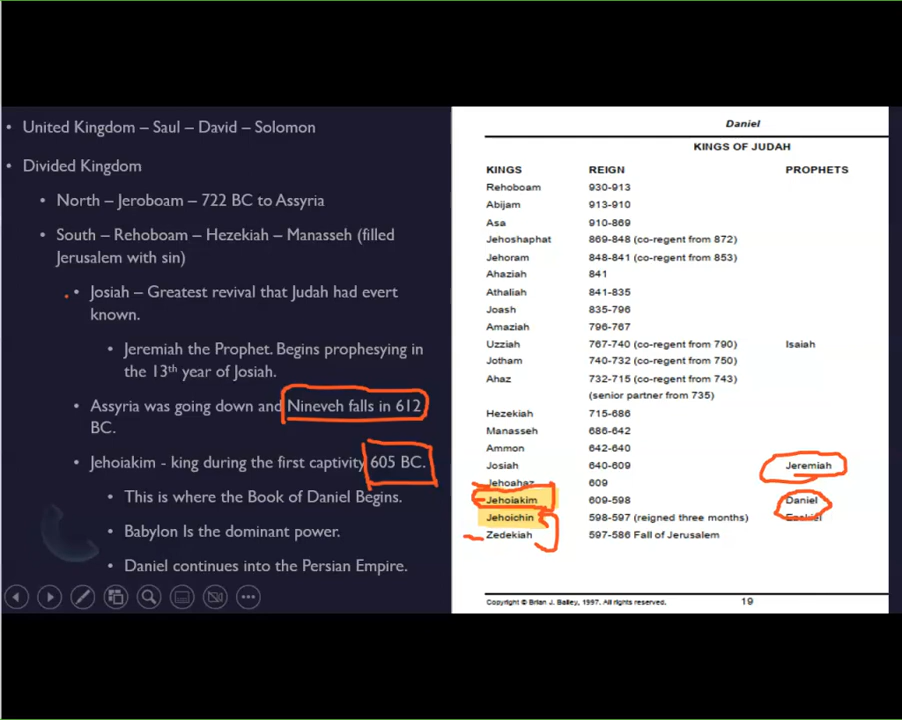 • United Kingdom – Saul – David – Solomon
• Divided Kingdom
• North – Jeroboam – 722 BC to Assyria
• South – Rehoboam – Hezekiah – Manasseh (filled
Jerusalem with sin)
• Josiah – Greatest revival that Judah had evert
known.
• Jeremiah the Prophet. Begins prophesying in
the 13th year of Josiah.
• Assyria was going down and Nineveh falls in 612
BC.
• Jehoiakim - king during the first captivity 605 BC.
• This is where the Book of Daniel Begins.
• Babylon Is the dominant power.
• Daniel continues into the Persian Empire.
Daniel
KINGS OF JUDAH
KINGS REIGN PROPHETS
Rehoboam 930-913
Abijam 913-910
Asa 910-869
Jehoshaphat 869-848 (co-regent from 872)
Jehoram 848-841 (co-regent from 853)
Ahaziah 841
Athaliah 841-835
Joash 835-796
Amaziah 796-767
Uzziah 767-740 (co-regent from 790) Isaiah
Jotham 740-732 (co-regent from 750)
Ahaz 732-715 (co-regent from 743)
(senior partner from 735)
Hezekiah 715-686
Manasseh 686-642
Ammon 642-640
Josiah 640-609 Jeremiah
Jehoahaz 609
Jehoiakim 609-598 Daniel
Jehoichin 598-597 (reigned three months) Ezekiel
Zedekiah 597-586 Fall of Jerusalem
Copyright © Brian J. Bailey, 1997. All rights reserved. 19